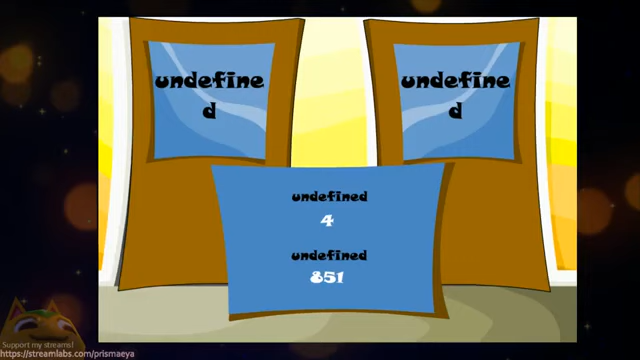 undefine
d
undefine
d
undefined
4
undefined
851
Support my streams!
https://streamlabs.com/prismaeya